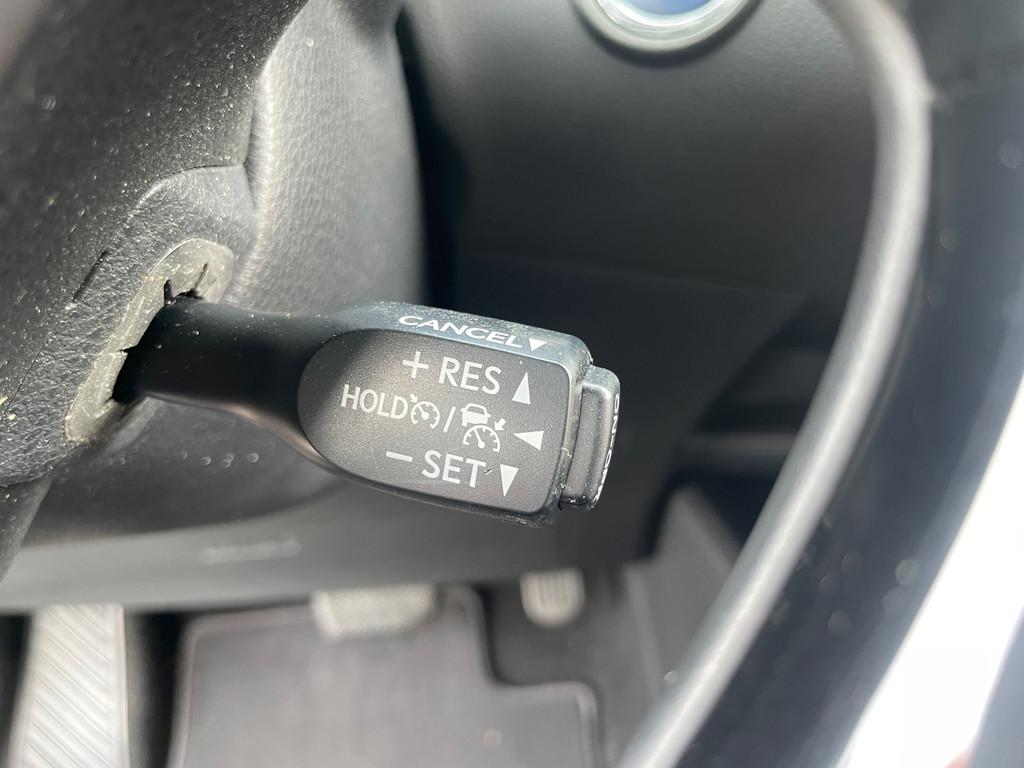 CANCEL
+ RES
HOLD /
− SET